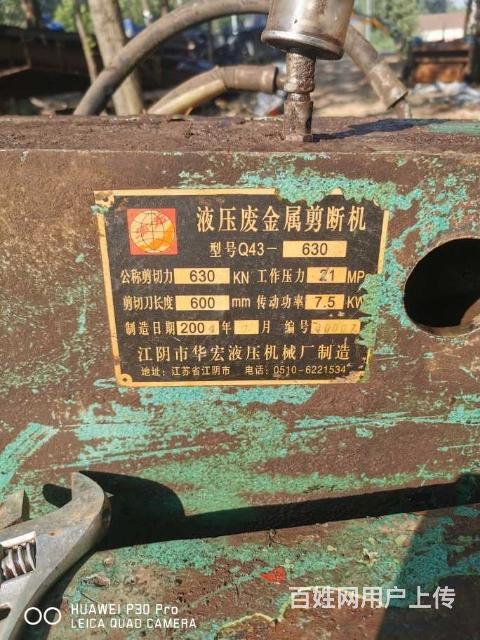 液压废金属剪断机
型号Q43- 630
公称剪切力 630 KN 工作压力 21 MP
剪切刀长度 600 mm 传动功率 7.5 KW
制造日期 200 年 月 编号
江阴市华宏液压机械厂制造
地址：江苏省江阴市 电话：0510-6221534
HUAWEI P30 Pro
LEICA QUAD CAMERA
百姓网用户上传